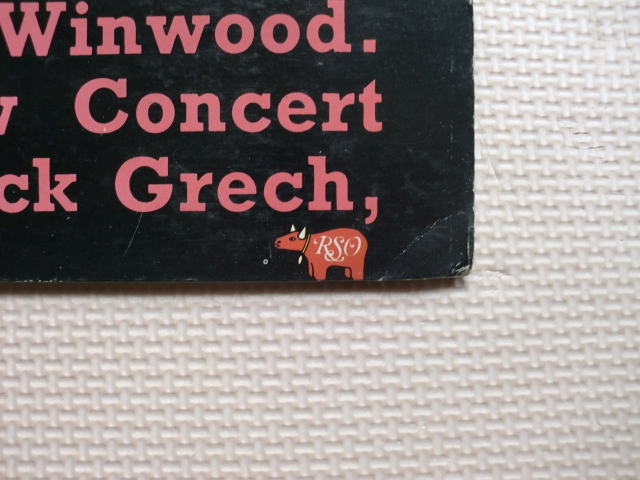 Winwood.
Concert
ck Grech,
RSO